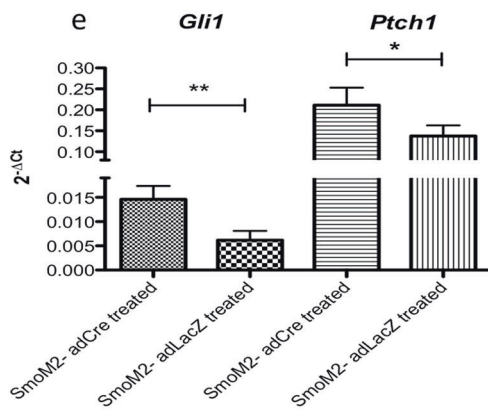 e
Gli1 Ptch1
**
*
2-ΔCt
0.30
0.25
0.20
0.15
0.10
0.015
0.010
0.005
0.000
SmoM2- adCre treated
SmoM2- adLacZ treated
SmoM2- adCre treated
SmoM2- adLacZ treated